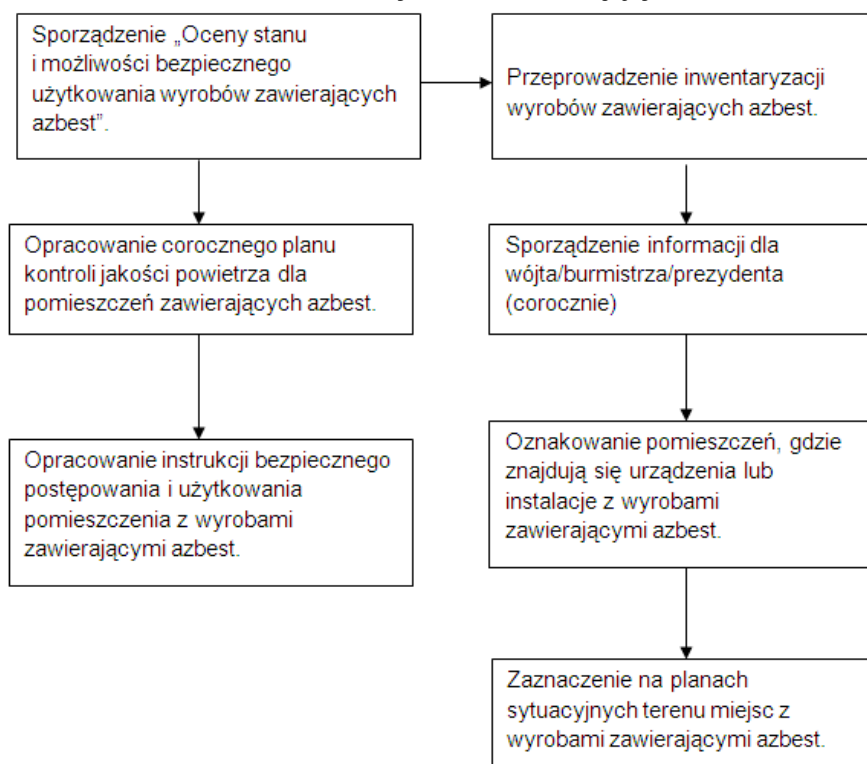 Sporządzenie „Oceny stanu
i możliwości bezpiecznego
użytkowania wyrobów zawierających
azbest”.
Przeprowadzenie inwentaryzacji
wyrobów zawierających azbest.
Opracowanie corocznego planu
kontroli jakości powietrza dla
pomieszczeń zawierających azbest.
Sporządzenie informacji dla
wójta/burmistrza/prezydenta
(corocznie)
Opracowanie instrukcji bezpiecznego
postępowania i użytkowania
pomieszczenia z wyrobami
zawierającymi azbest.
Oznakowanie pomieszczeń, gdzie
znajdują się urządzenia lub
instalacje z wyrobami
zawierającymi azbest.
Zaznaczenie na planach
sytuacyjnych terenu miejsc z
wyrobami zawierającymi azbest.